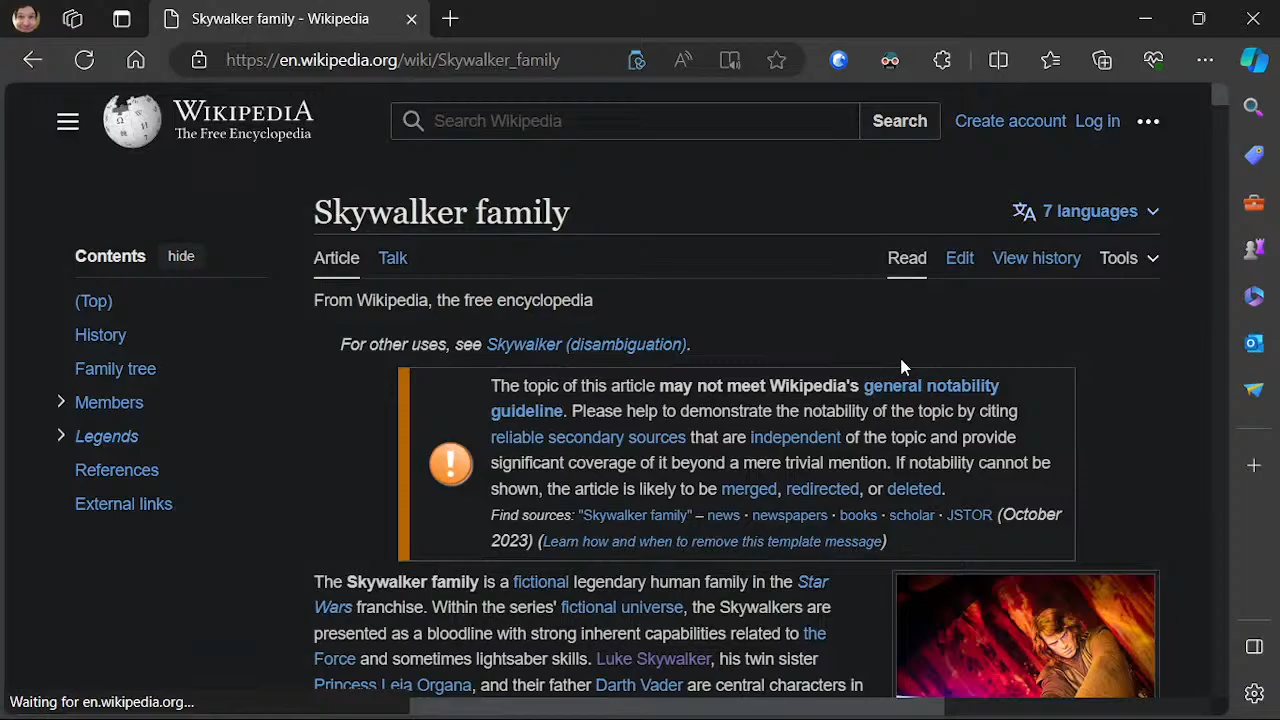 Skywalker family - Wikipedia
https://en.wikipedia.org/wiki/Skywalker_family
WIKIPEDIA
The Free Encyclopedia
Search Wikipedia
Search
Create account
Log in
Skywalker family
7 languages
Contents
hide
(Top)
History
Family tree
Members
Legends
References
External links
Article
Talk
Read
Edit
View history
Tools
From Wikipedia, the free encyclopedia
For other uses, see Skywalker (disambiguation).
The topic of this article may not meet Wikipedia's general notability
guideline. Please help to demonstrate the notability of the topic by citing
reliable secondary sources that are independent of the topic and provide
significant coverage of it beyond a mere trivial mention. If notability cannot be
shown, the article is likely to be merged, redirected, or deleted.
Find sources: "Skywalker family" – news · newspapers · books · scholar · JSTOR (October
2023) (Learn how and when to remove this template message)
The Skywalker family is a fictional legendary human family in the Star
Wars franchise. Within the series' fictional universe, the Skywalkers are
presented as a bloodline with strong inherent capabilities related to the
Force and sometimes lightsaber skills. Luke Skywalker, his twin sister
Princess Leia Organa, and their father Darth Vader are central characters in
Waiting for en.wikipedia.org...